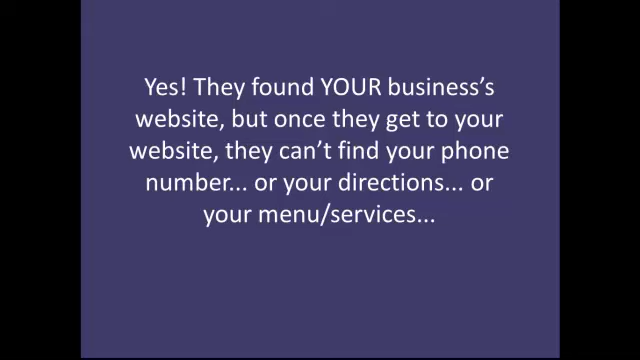 Yes! They found YOUR business’s
website, but once they get to your
website, they can’t find your phone
number... or your directions... or
your menu/services...